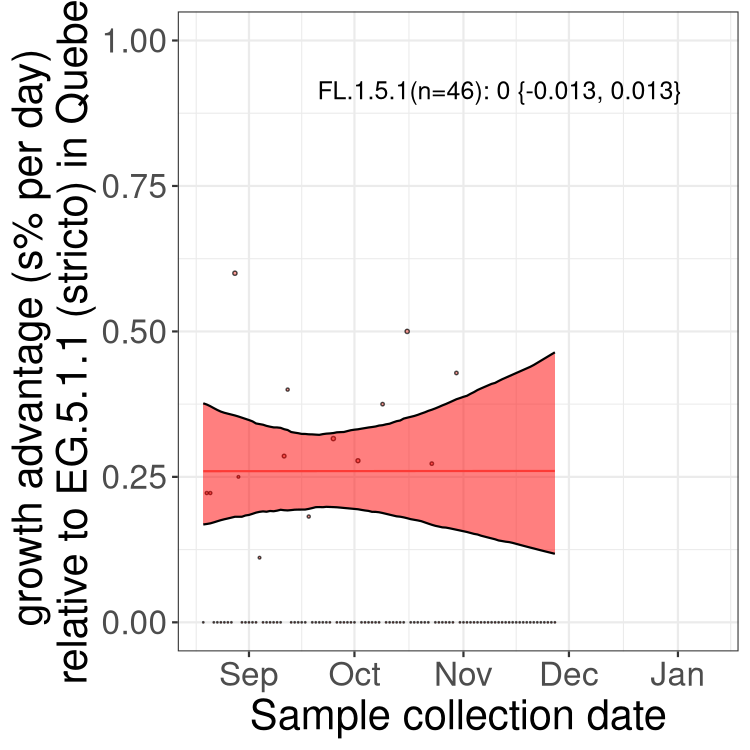 growth advantage (s% per day)
relative to EG.5.1.1 (stricto) in Quebe
1.00
0.75
0.50
0.25
0.00
FL.1.5.1(n=46): 0 {-0.013, 0.013}
Sep Oct Nov Dec Jan
Sample collection date